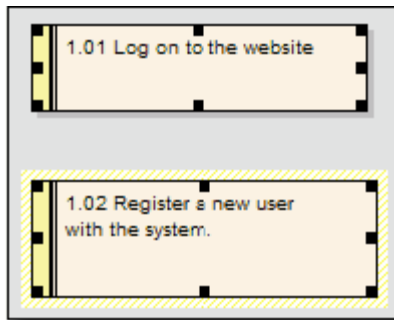 1.01 Log on to the website
1.02 Register a new user
with the system.